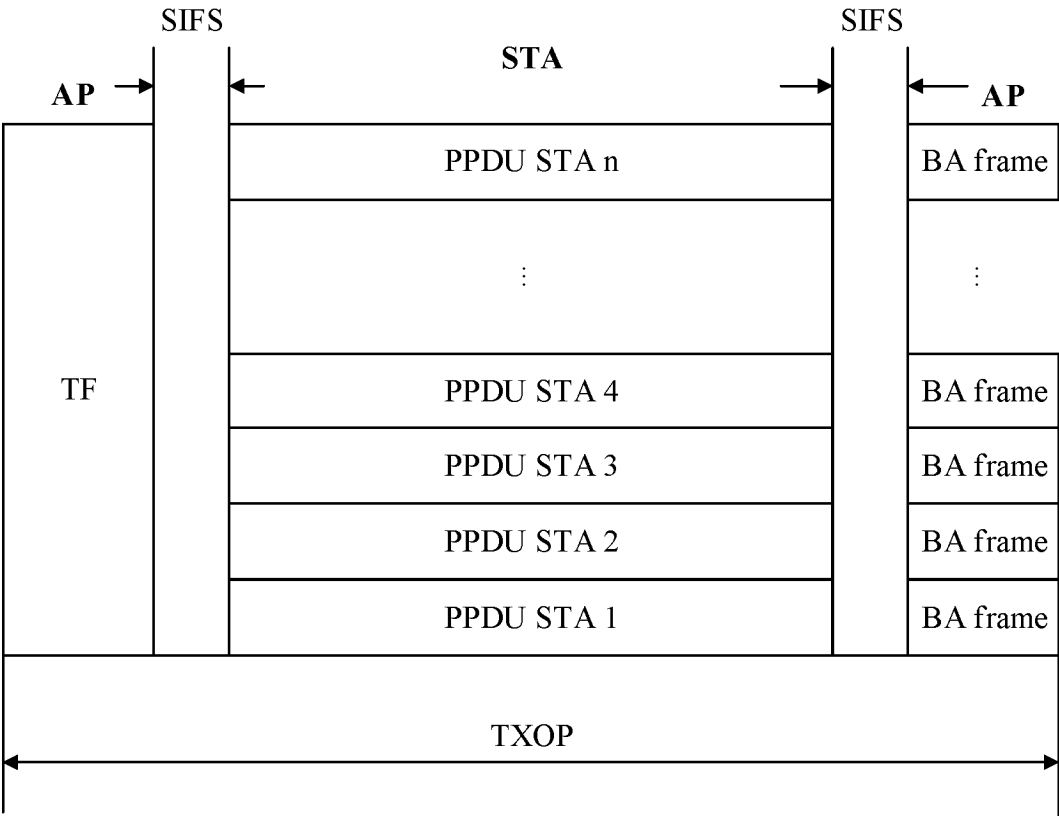 SIFS
SIFS
STA
AP
AP
PPDU STA n
BA frame
⋮
⋮
TF
PPDU STA 4
BA frame
PPDU STA 3
BA frame
PPDU STA 2
BA frame
PPDU STA 1
BA frame
TXOP